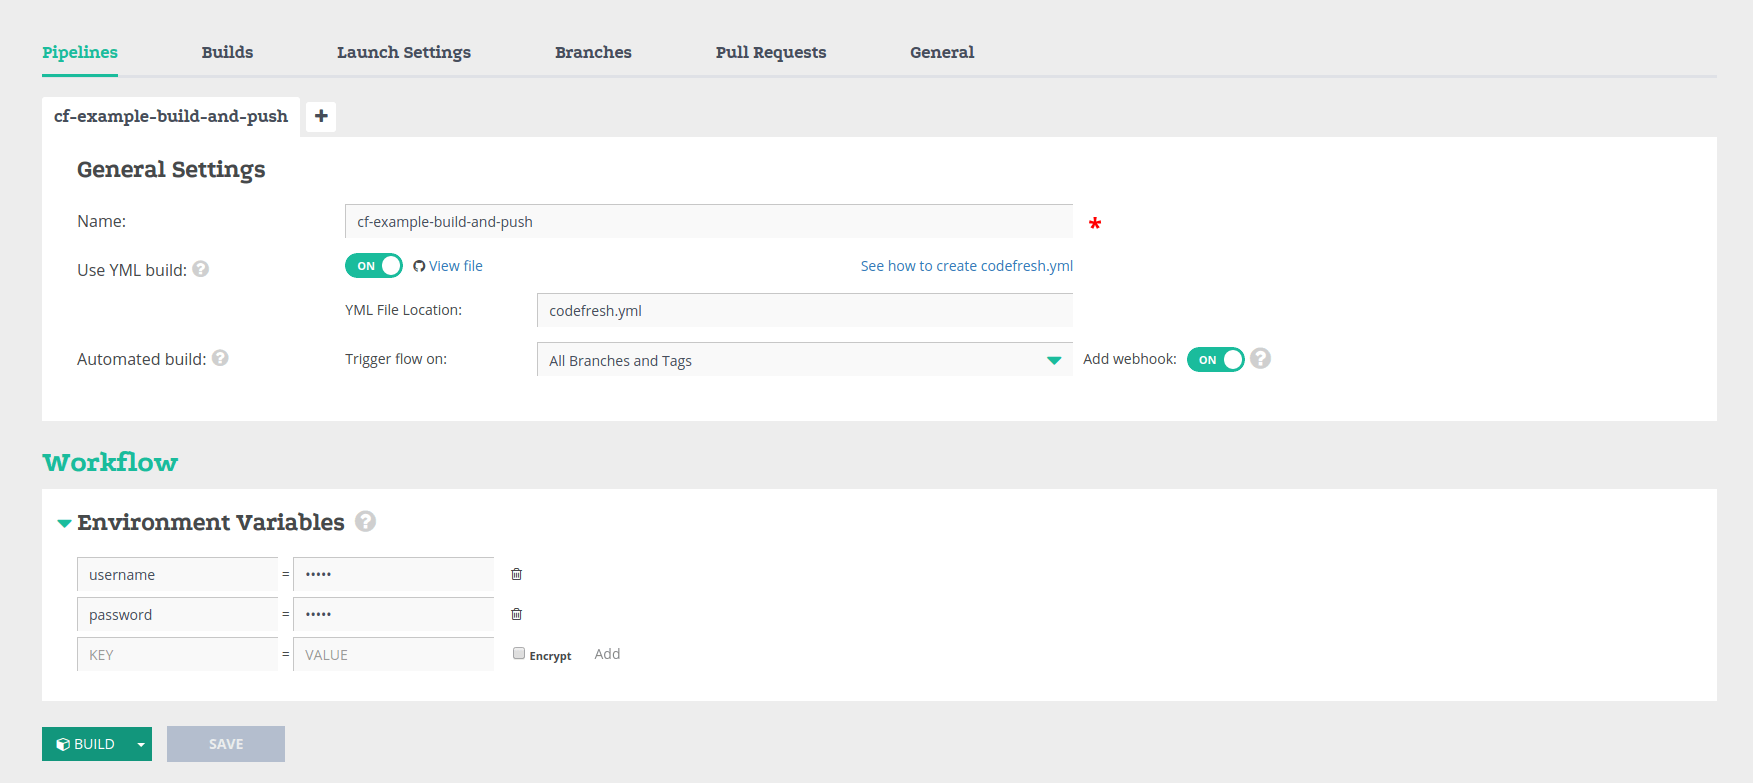 Pipelines Builds Launch Settings Branches Pull Requests General
cf-example-build-and-push +
General Settings
Name: cf-example-build-and-push *
Use YML build: ? ON View file See how to create codefresh.yml
YML File Location: codefresh.yml
Automated build: ? Trigger flow on: All Branches and Tags Add webhook: ON ?
Workflow
Environment Variables ?
username = •••••
password = •••••
KEY = VALUE Encrypt Add
BUILD SAVE